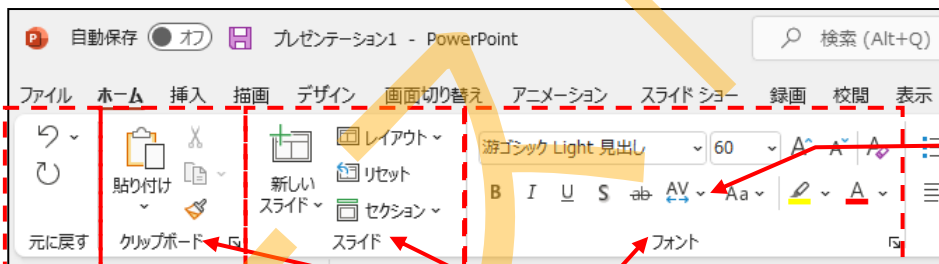 自動保存 オフ プレゼンテーション1 - PowerPoint 検索 (Alt+Q)
ファイル ホーム 挿入 描画 デザイン 画面切り替え アニメーション スライド ショー 録画 校閲 表示
レイアウト
游ゴシック Light 見出し 60 A A A
貼り付け
新しい
スライド
リセット
セクション
B I U S ab AV Aa A
元に戻す クリップボード スライド フォント